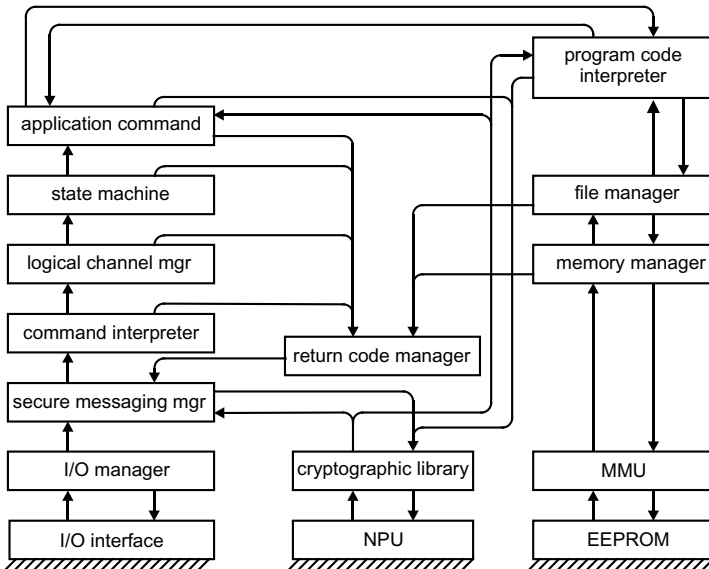 program code
interpreter
application command
state machine
file manager
logical channel mgr
memory manager
command interpreter
return code manager
secure messaging mgr
I/O manager
cryptographic library
MMU
I/O interface
NPU
EEPROM